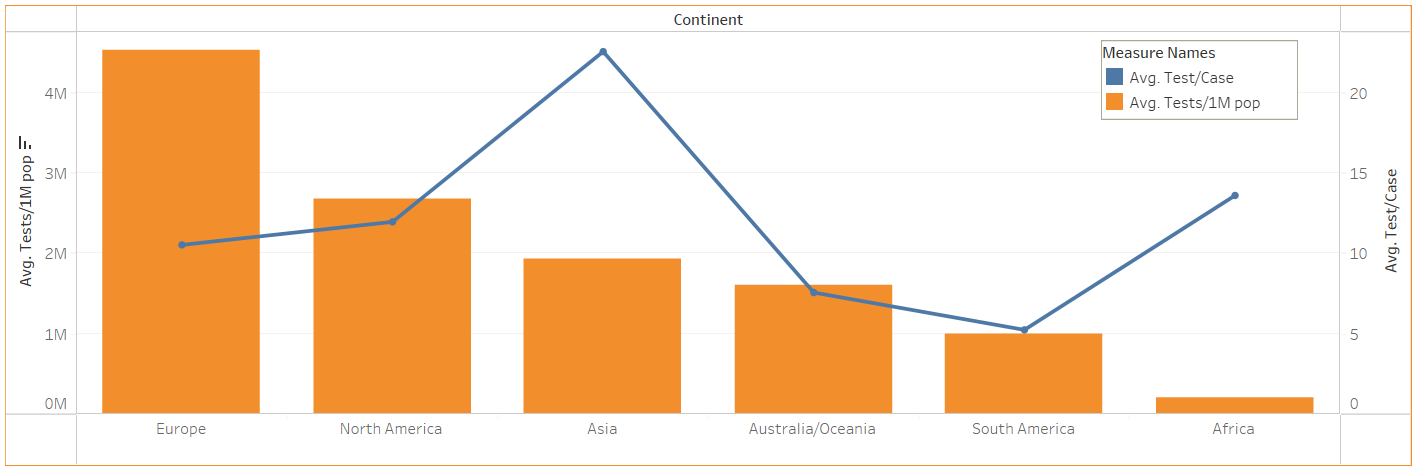 Continent
Measure Names
Avg. Test/Case
Avg. Tests/1M pop
Avg. Tests/1M pop
4M
3M
2M
1M
0M
20
15
10
5
0
Avg. Test/Case
Europe
North America
Asia
Australia/Oceania
South America
Africa